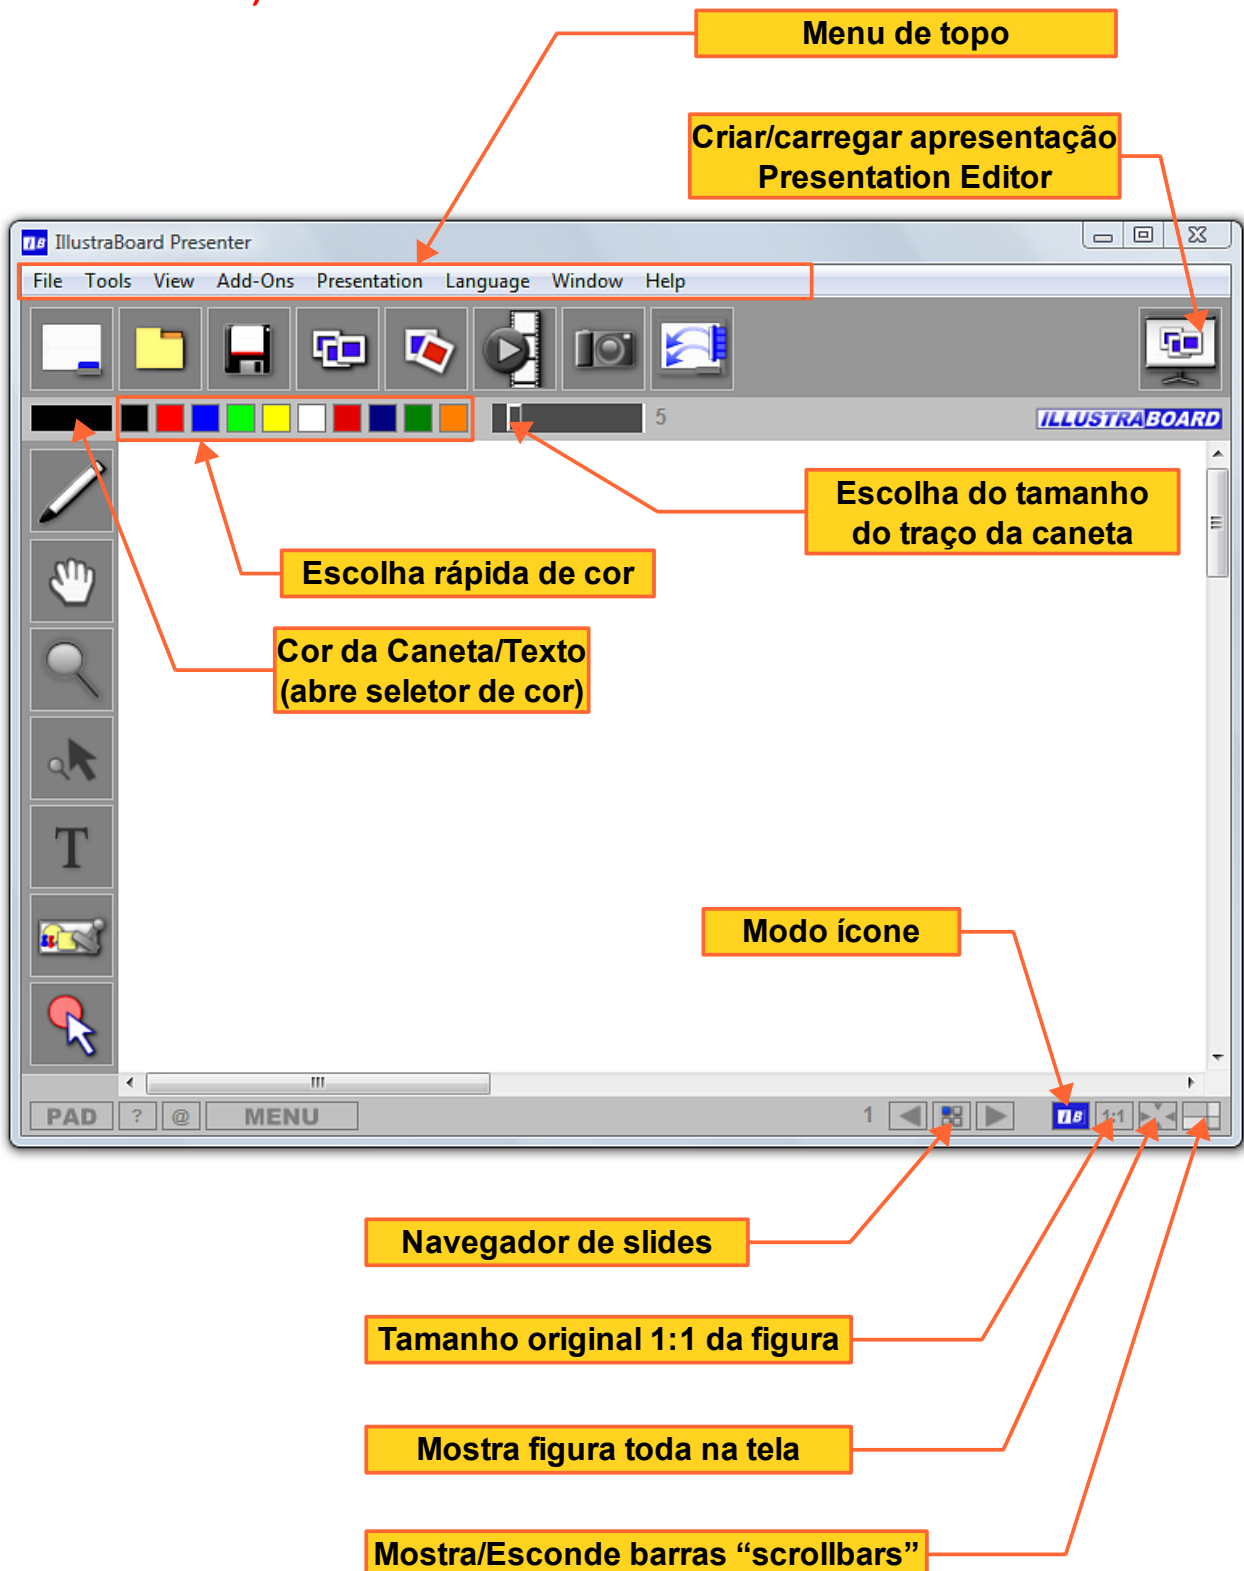 )
Menu de topo
Criar/carregar apresentação
Presentation Editor
IllustraBoard Presenter
File Tools View Add-Ons Presentation Language Window Help
5
ILLUSTRABOARD
Escolha do tamanho
do traço da caneta
Escolha rápida de cor
Cor da Caneta/Texto
(abre seletor de cor)
T
Modo ícone
PAD ? @ MENU 1 IB 1:1
Navegador de slides
Tamanho original 1:1 da figura
Mostra figura toda na tela
Mostra/Esconde barras “scrollbars”